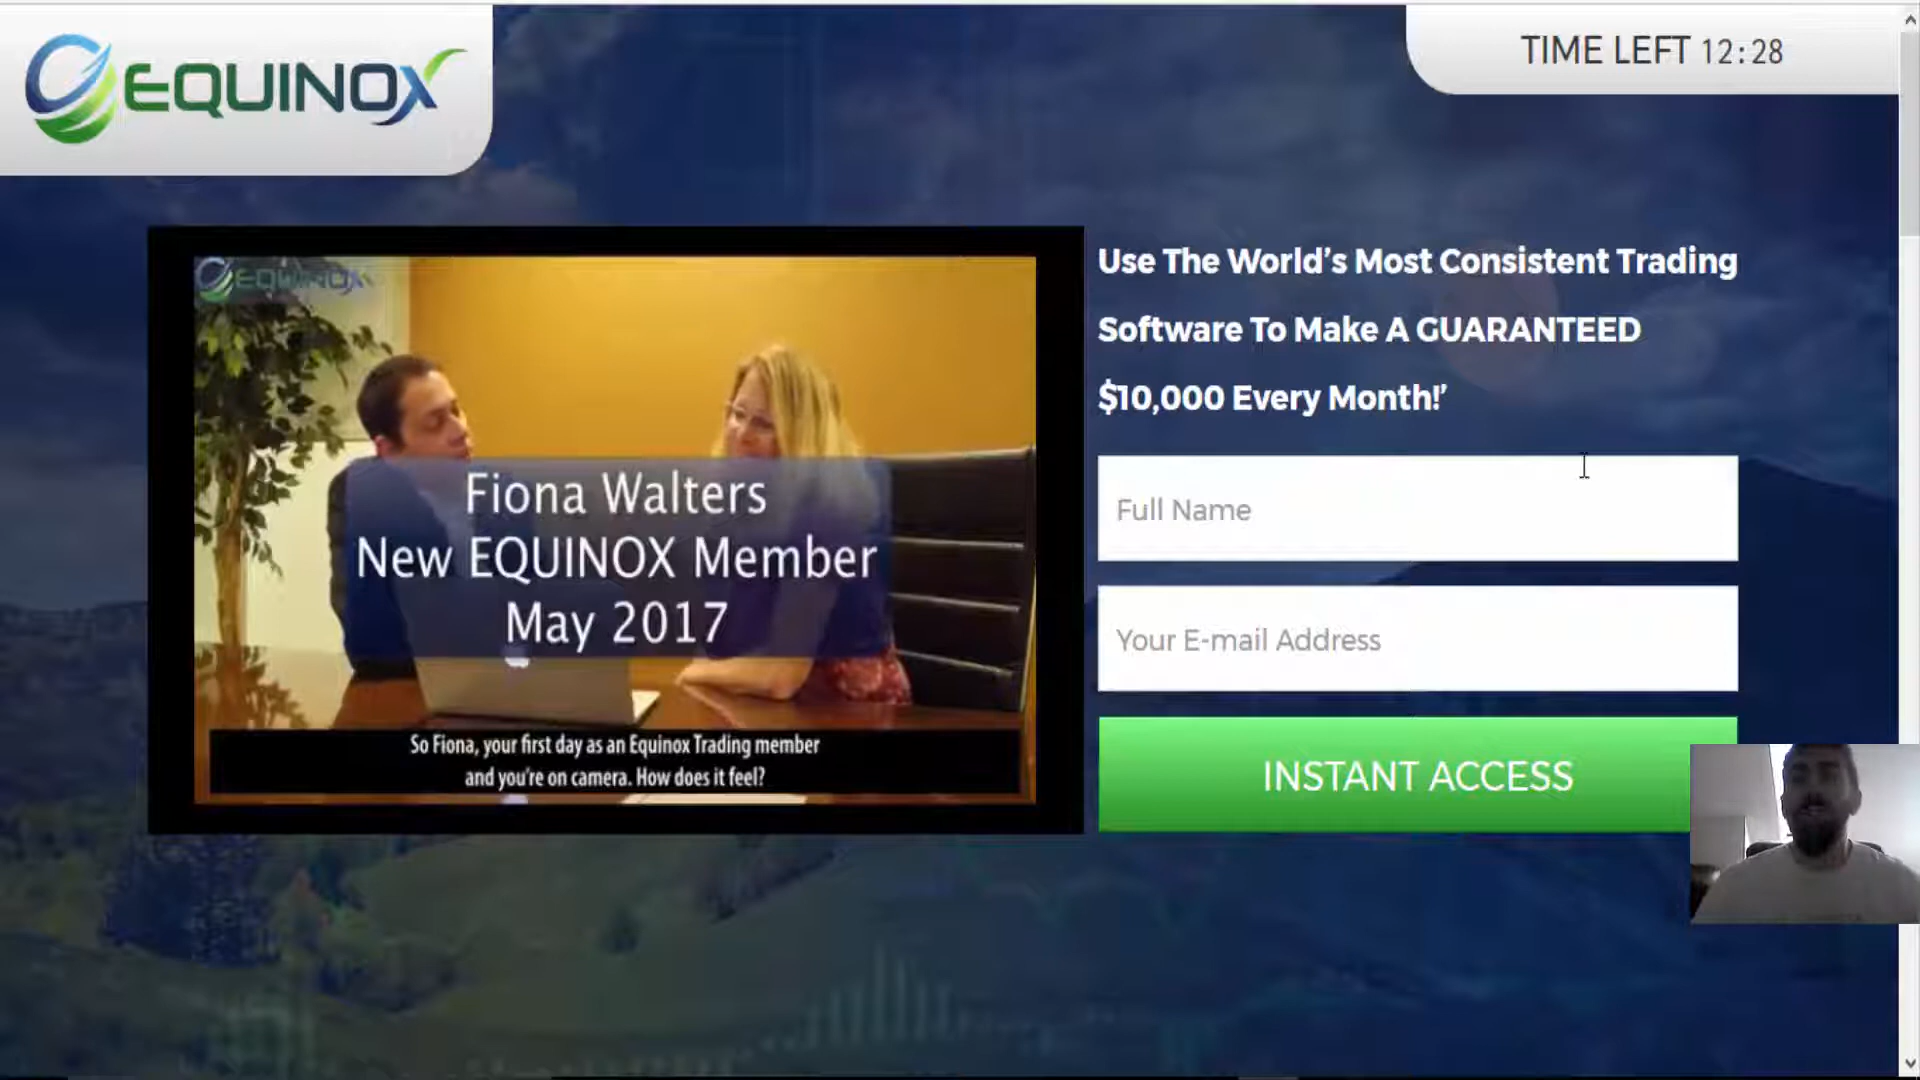 EQUINOX
TIME LEFT 12:28
EQUINOX
Fiona Walters
New EQUINOX Member
May 2017
So Fiona, your first day as an Equinox Trading member
and you're on camera. How does it feel?
Use The World’s Most Consistent Trading
Software To Make A GUARANTEED
$10,000 Every Month!’
Full Name
Your E-mail Address
INSTANT ACCESS